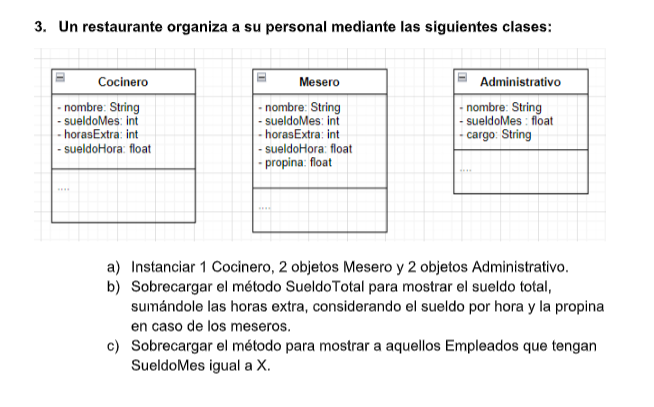 3. Un restaurante organiza a su personal mediante las siguientes clases:
Cocinero
- nombre: String
- sueldoMes: int
- horasExtra: int
- sueldoHora: float
....
Mesero
- nombre: String
- sueldoMes: int
- horasExtra: int
- sueldoHora: float
- propina: float
....
Administrativo
- nombre: String
- sueldoMes : float
- cargo: String
....
a) Instanciar 1 Cocinero, 2 objetos Mesero y 2 objetos Administrativo.
b) Sobrecargar el método SueldoTotal para mostrar el sueldo total,
sumándole las horas extra, considerando el sueldo por hora y la propina
en caso de los meseros.
c) Sobrecargar el método para mostrar a aquellos Empleados que tengan
SueldoMes igual a X.